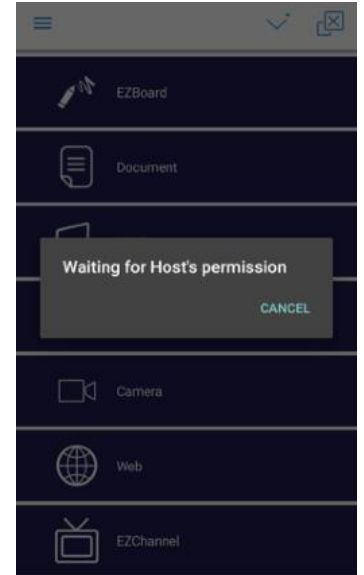 EZBoard
Document
Waiting for Host's permission
CANCEL
Camera
Web
EZChannel